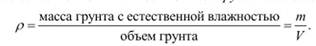 ρ = масса грунта с естественной влажностью / объем грунта = m / V.